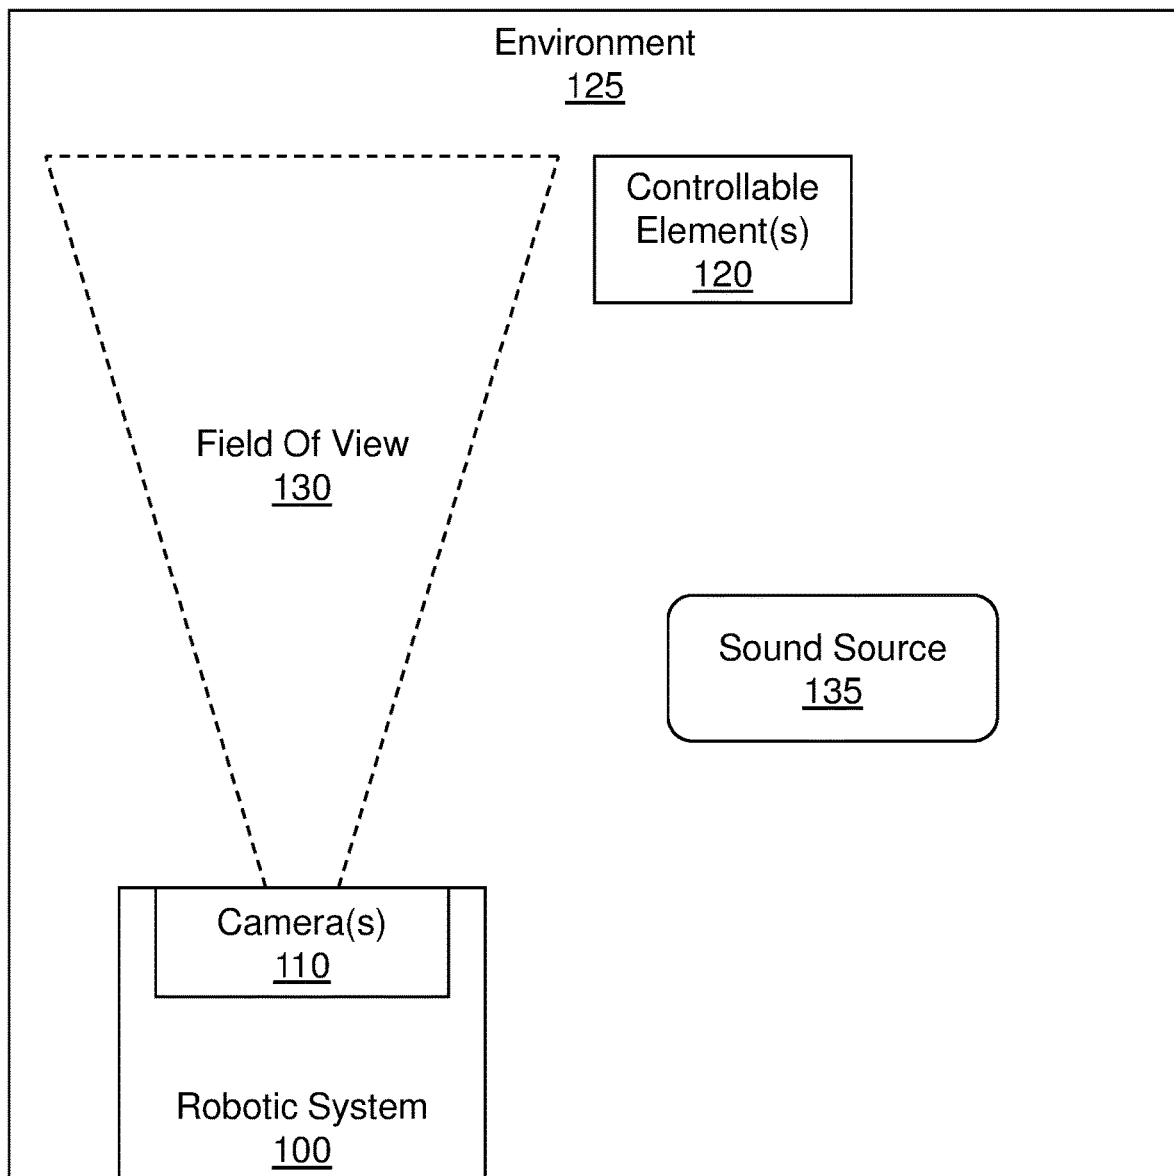 Environment
125
Controllable
Element(s)
120
Field Of View
130
Sound Source
135
Camera(s)
110
Robotic System
100